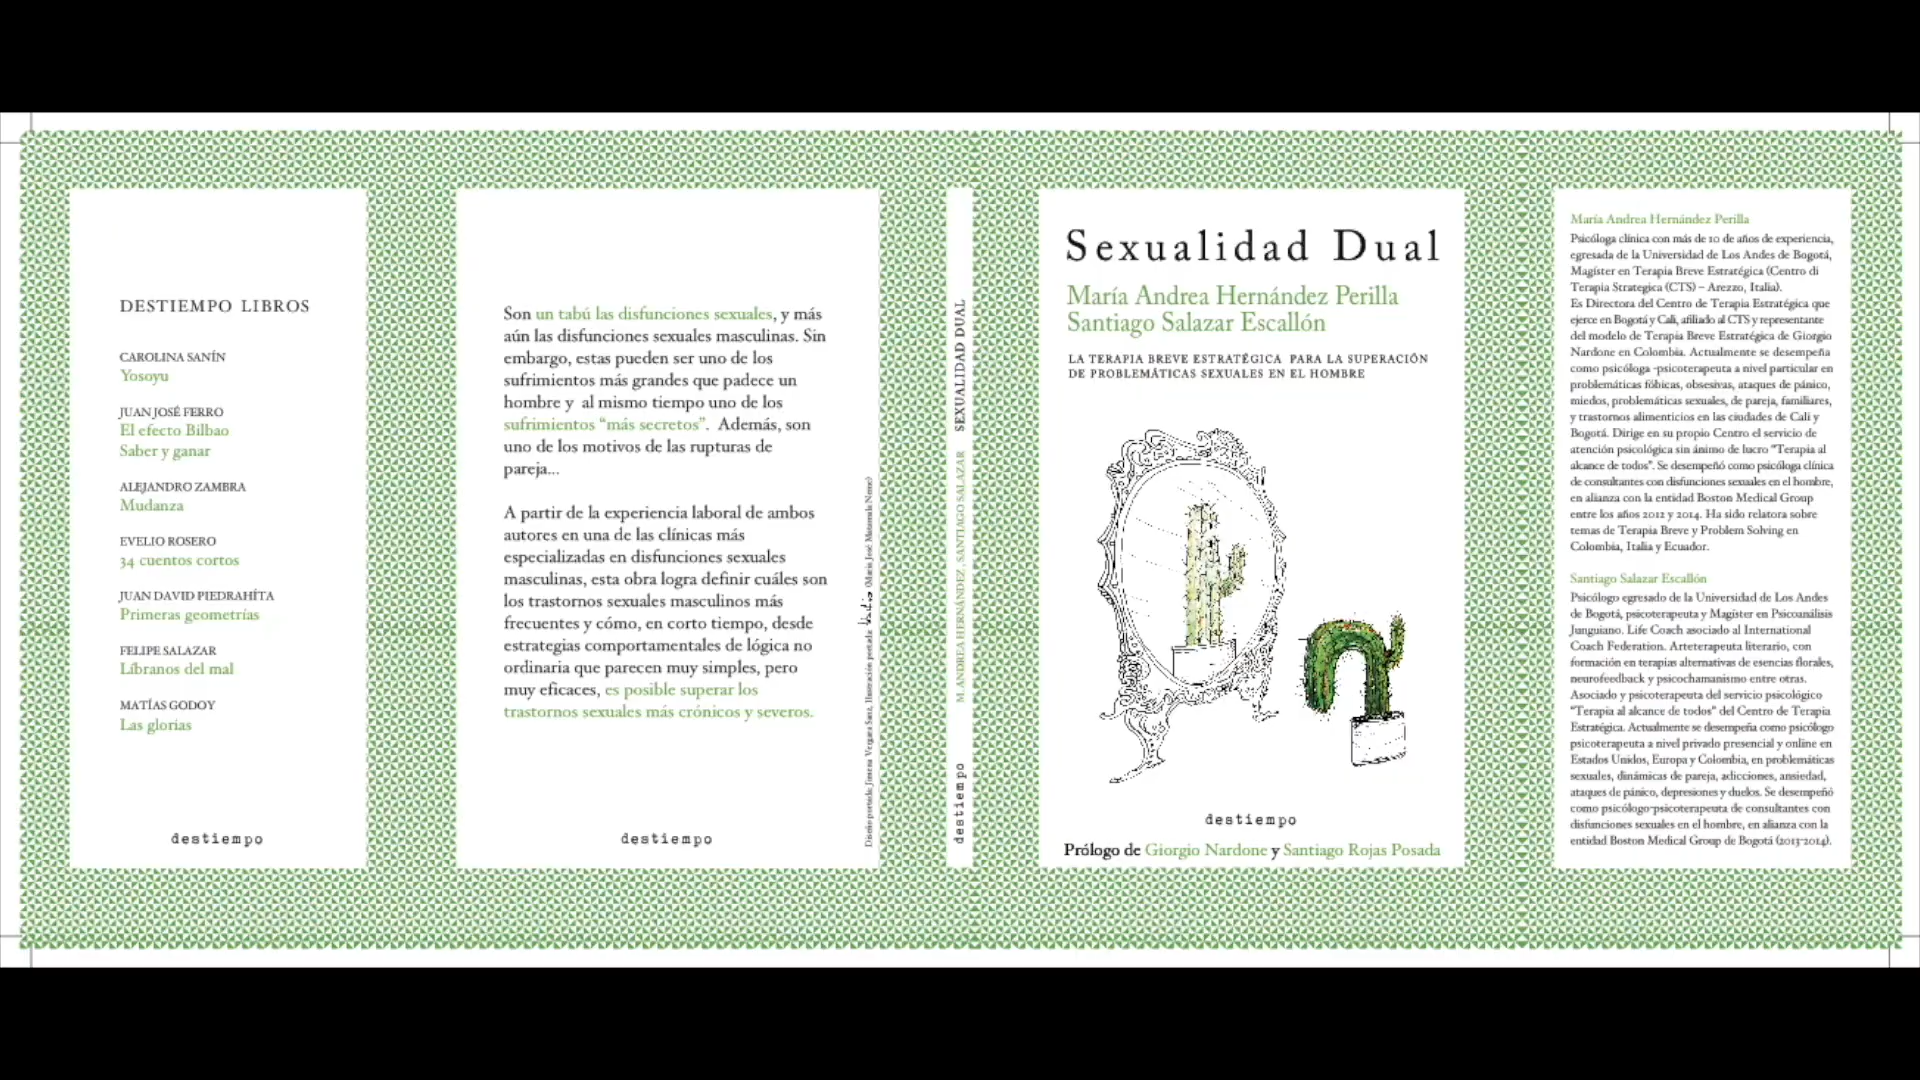 DESTIEMPO LIBROS
CAROLINA SANÍN
Yosoyu
JUAN JOSÉ FERRO
El efecto Bilbao
Saber y ganar
ALEJANDRO ZAMBRA
Mudanza
EVELIO ROSERO
34 cuentos cortos
JUAN DAVID PIEDRAHÍTA
Primeras geometrías
FELIPE SALAZAR
Líbranos del mal
MATÍAS GODOY
Las glorias
destiempo
Son un tabú las disfunciones sexuales, y más
aún las disfunciones sexuales masculinas. Sin
embargo, estas pueden ser uno de los
sufrimientos más grandes que padece un
hombre y al mismo tiempo uno de los
sufrimientos "más secretos". Además, son
uno de los motivos de las rupturas de
pareja...
A partir de la experiencia laboral de ambos
autores en una de las clínicas más
especializadas en disfunciones sexuales
masculinas, esta obra logra definir cuáles son
los trastornos sexuales masculinos más
frecuentes y cómo, en corto tiempo, desde
estrategias comportamentales de lógica no
ordinaria que parecen muy simples, pero
muy eficaces, es posible superar los
trastornos sexuales más crónicos y severos.
destiempo
SEXUALIDAD DUAL
M. ANDREA HERNÁNDEZ, SANTIAGO SALAZAR
destiempo
Sexualidad Dual
María Andrea Hernández Perilla
Santiago Salazar Escallón
LA TERAPIA BREVE ESTRATÉGICA PARA LA SUPERACIÓN
DE PROBLEMÁTICAS SEXUALES EN EL HOMBRE
destiempo
Prólogo de Giorgio Nardone y Santiago Rojas Posada
María Andrea Hernández Perilla
Psicóloga clínica con más de 10 de años de experiencia,
egresada de la Universidad de Los Andes de Bogotá,
Magíster en Terapia Breve Estratégica (Centro di
Terapia Strategica (CTS) – Arezzo, Italia).
Es Directora del Centro de Terapia Estratégica que
ejerce en Bogotá y Cali, afiliado al CTS y representante
del modelo de Terapia Breve Estratégica de Giorgio
Nardone en Colombia. Actualmente se desempeña
como psicóloga -psicoterapeuta a nivel particular en
problemáticas fóbicas, obsesivas, ataques de pánico,
miedos, problemáticas sexuales, de pareja, familiares,
y trastornos alimenticios en las ciudades de Cali y
Bogotá. Dirige en su propio Centro el servicio de
atención psicológica sin ánimo de lucro "Terapia al
alcance de todos". Se desempeñó como psicóloga clínica
de consultantes con disfunciones sexuales en el hombre,
en alianza con la entidad Boston Medical Group
entre los años 2012 y 2014. Ha sido relatora sobre
temas de Terapia Breve y Problem Solving en
Colombia, Italia y Ecuador.
Santiago Salazar Escallón
Psicólogo egresado de la Universidad de Los Andes
de Bogotá, psicoterapeuta y Magíster en Psicoanálisis
Junguiano. Life Coach asociado al International
Coach Federation. Arteterapeuta literario, con
formación en terapias alternativas de esencias florales,
neurofeedback y psicochamanismo entre otras.
Asociado y psicoterapeuta del servicio psicológico
"Terapia al alcance de todos" del Centro de Terapia
Estratégica. Actualmente se desempeña como psicólogo
psicoterapeuta a nivel privado presencial y online en
Estados Unidos, Europa y Colombia, en problemáticas
sexuales, dinámicas de pareja, adicciones, ansiedad,
ataques de pánico, depresiones y duelos. Se desempeñó
como psicólogo-psicoterapeuta de consultantes con
disfunciones sexuales en el hombre, en alianza con la
entidad Boston Medical Group de Bogotá (2013-2014).